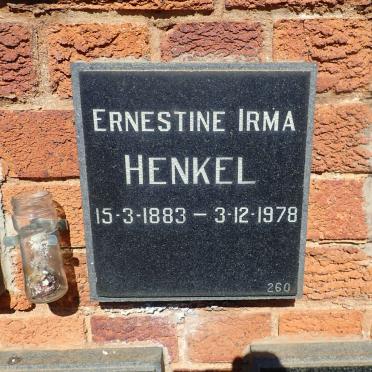 ERNESTINE IRMA
HENKEL
15-3-1883 – 3-12-1978
260